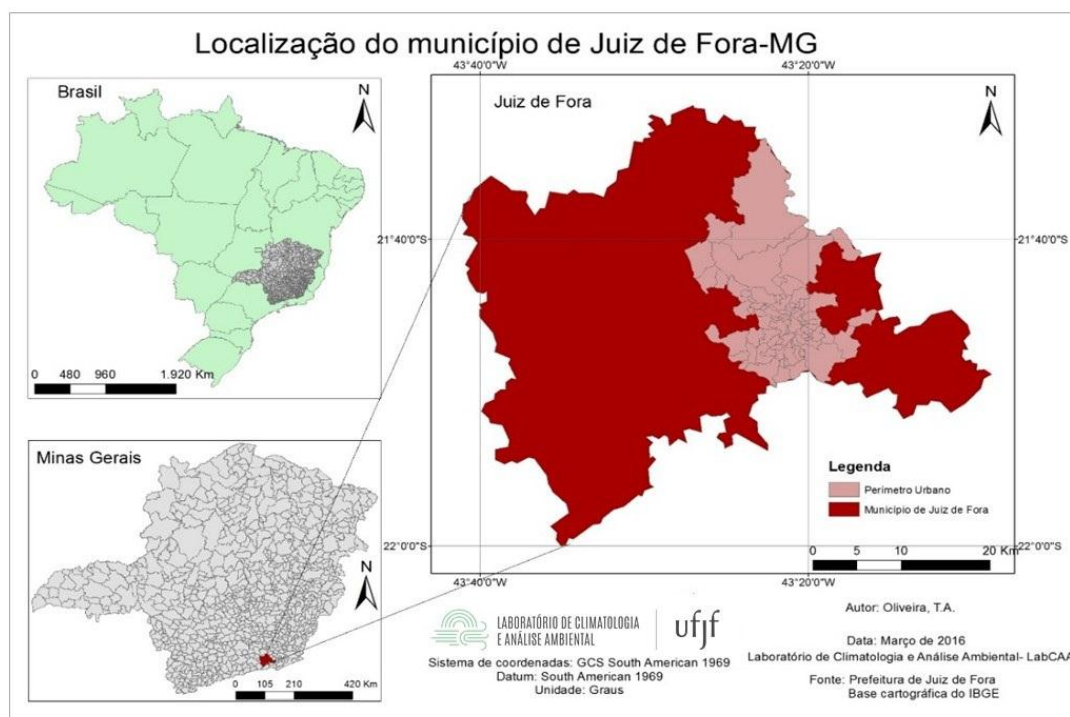 Localização do município de Juiz de Fora-MG
Brasil
N
0 480 960 1.920 Km
Minas Gerais
N
0 105 210 420 Km
43°40'0"W 43°20'0"W
Juiz de Fora
N
21°40'0"S 21°40'0"S
Legenda
Perímetro Urbano
Município de Juiz de Fora
22°0'0"S 22°0'0"S
0 5 10 20 Km
43°40'0"W 43°20'0"W
LABORATÓRIO DE CLIMATOLOGIA
E ANÁLISE AMBIENTAL
ufjf
Sistema de coordenadas: GCS South American 1969
Datum: South American 1969
Unidade: Graus
Autor: Oliveira, T.A.
Data: Março de 2016
Laboratório de Climatologia e Análise Ambiental- LabCAA
Fonte: Prefeitura de Juiz de Fora
Base cartográfica do IBGE